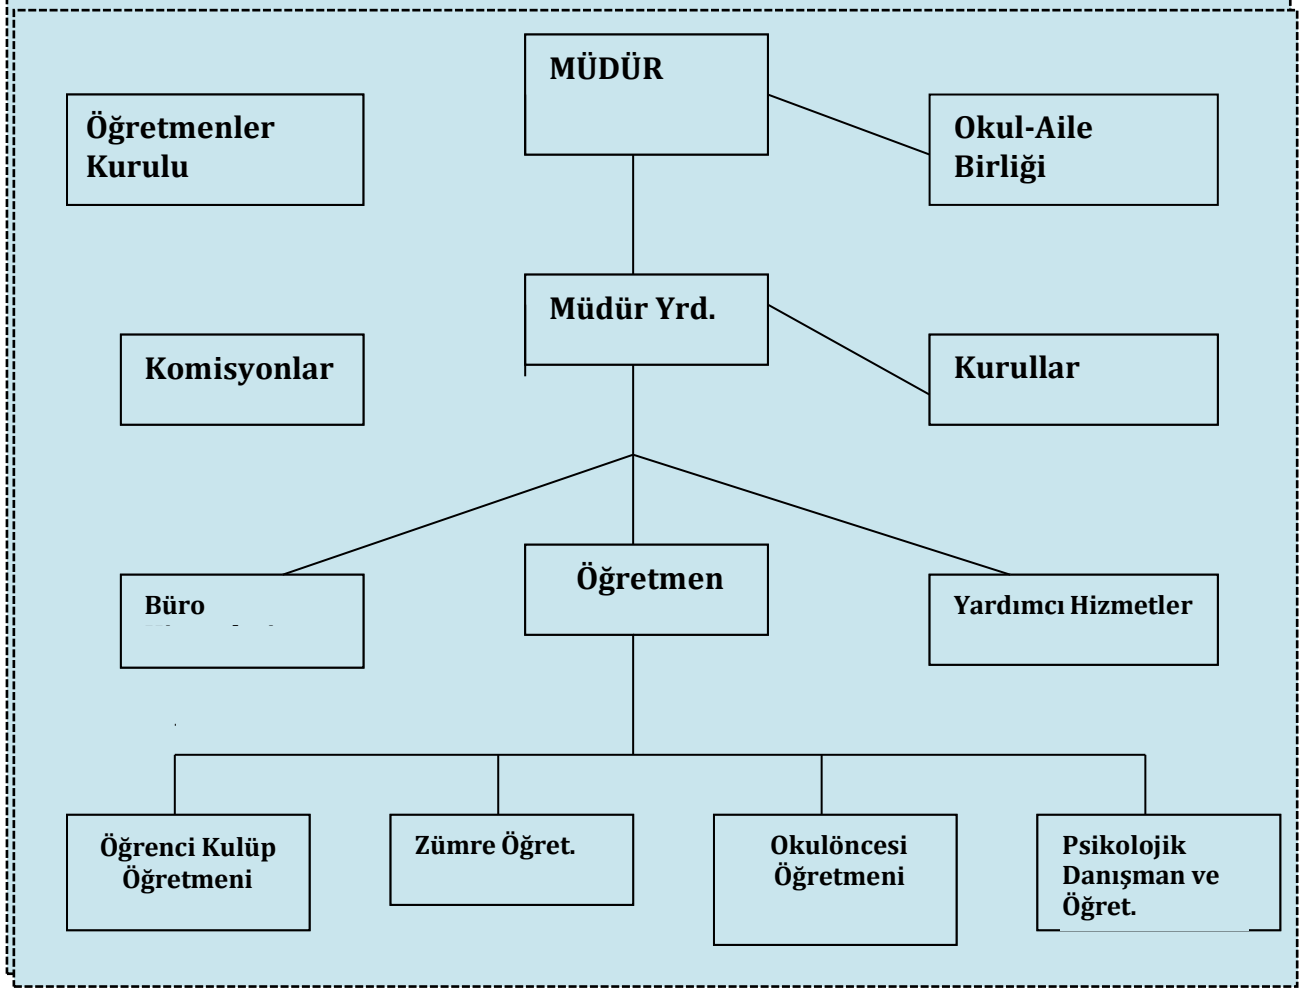 MÜDÜR
Öğretmenler
Kurulu
Okul-Aile
Birliği
Müdür Yrd.
Komisyonlar
Kurullar
Öğretmen
Büro
Yardımcı Hizmetler
Öğrenci Kulüp
Öğretmeni
Zümre Öğret.
Okulöncesi
Öğretmeni
Psikolojik
Danışman ve
Öğret.